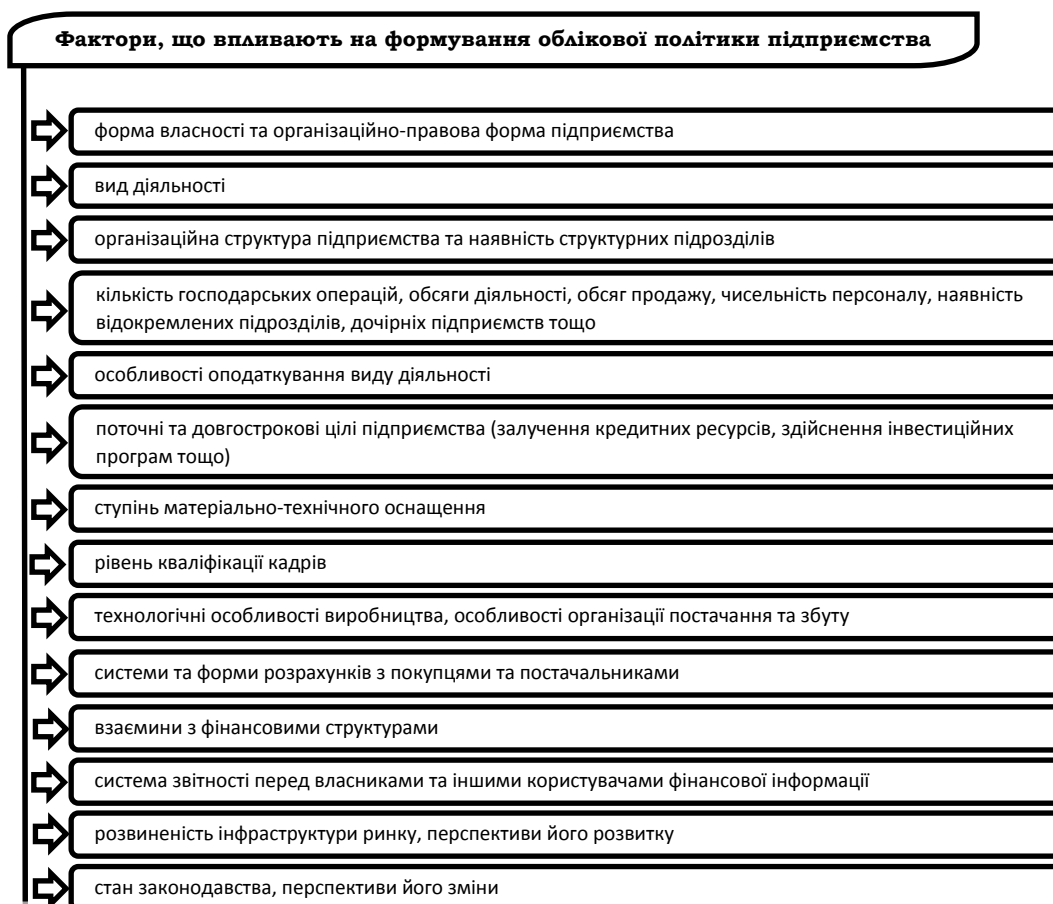 Фактори, що впливають на формування облікової політики підприємства
форма власності та організаційно-правова форма підприємства
вид діяльності
організаційна структура підприємства та наявність структурних підрозділів
кількість господарських операцій, обсяги діяльності, обсяг продажу, чисельність персоналу, наявність
відокремлених підрозділів, дочірніх підприємств тощо
особливості оподаткування виду діяльності
поточні та довгострокові цілі підприємства (залучення кредитних ресурсів, здійснення інвестиційних
програм тощо)
ступінь матеріально-технічного оснащення
рівень кваліфікації кадрів
технологічні особливості виробництва, особливості організації постачання та збуту
системи та форми розрахунків з покупцями та постачальниками
взаємини з фінансовими структурами
система звітності перед власниками та іншими користувачами фінансової інформації
розвиненість інфраструктури ринку, перспективи його розвитку
стан законодавства, перспективи його зміни